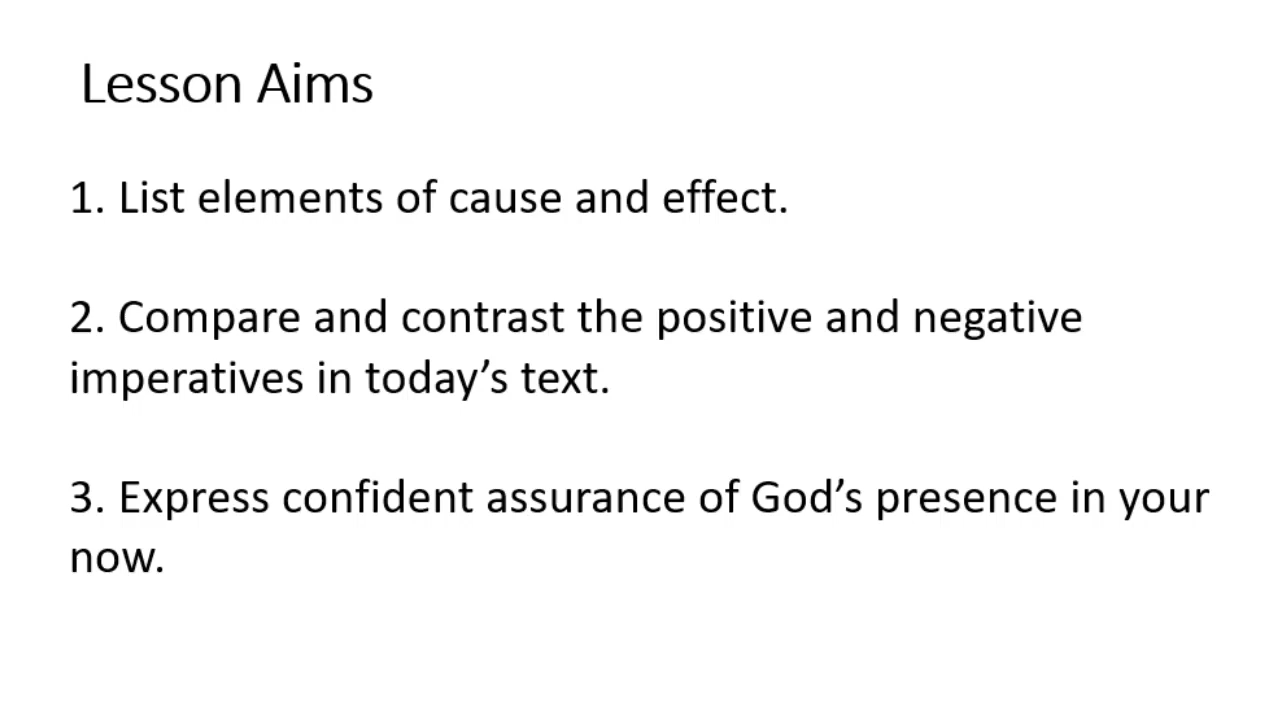 Lesson Aims
1. List elements of cause and effect.
2. Compare and contrast the positive and negative
imperatives in today’s text.
3. Express confident assurance of God’s presence in your
now.